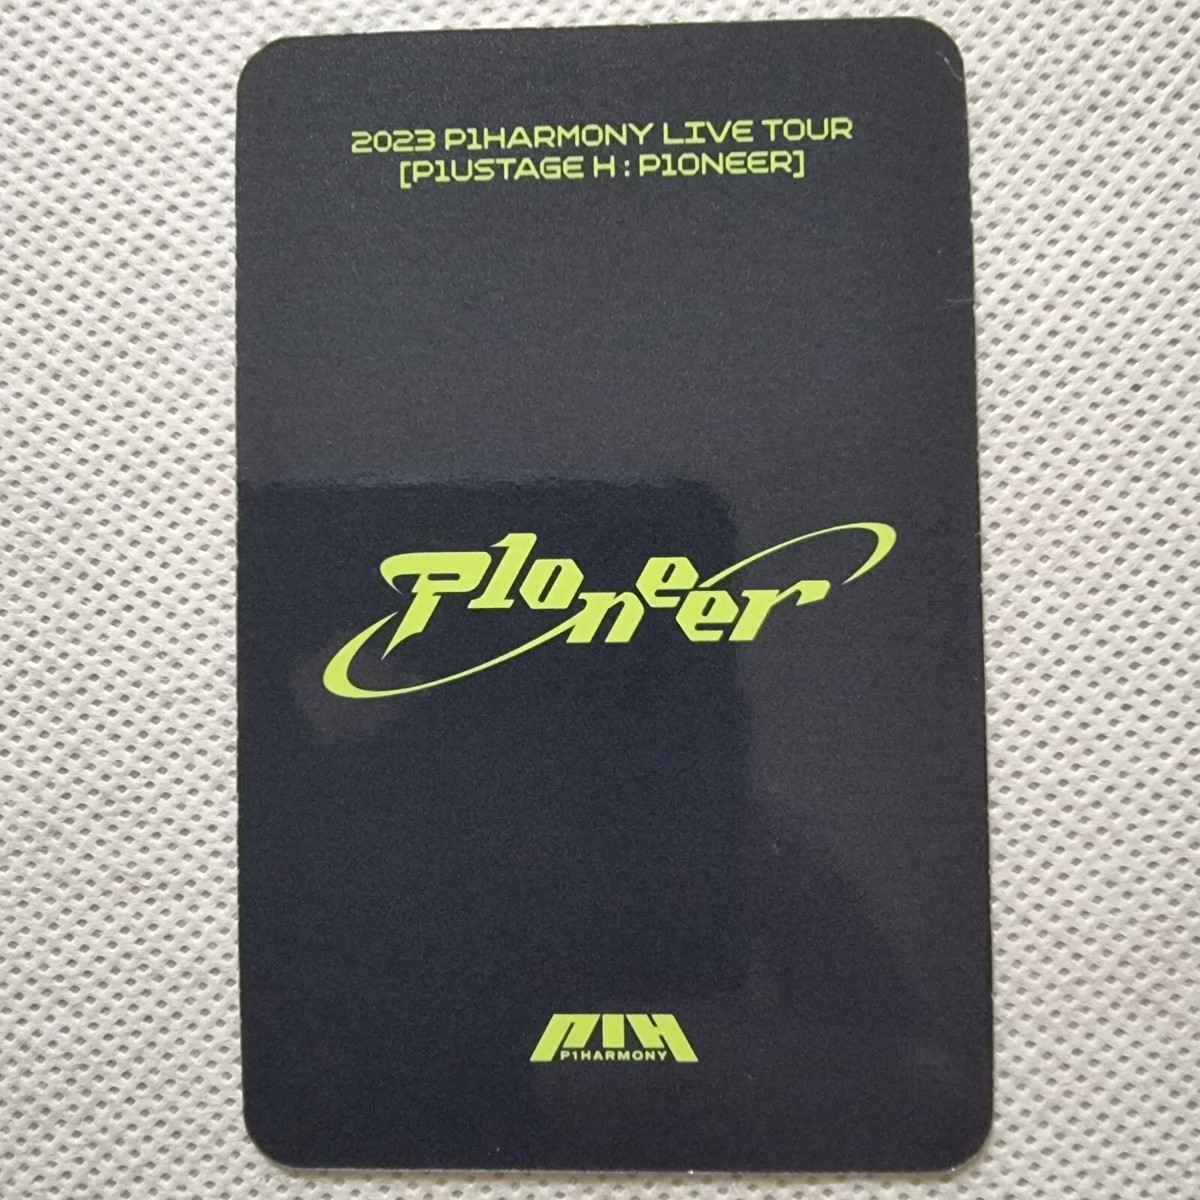 2023 P1HARMONY LIVE TOUR
[P1USTAGE H : P1ONEER]
P1oneer
P1H
P1HARMONY